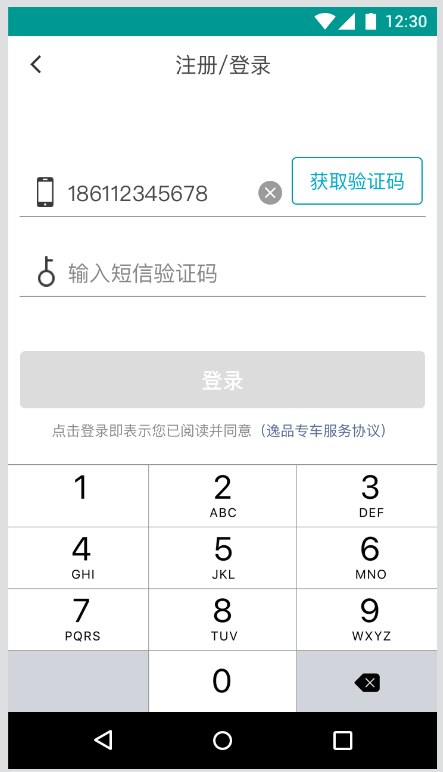 12:30
注册/登录
186112345678
获取验证码
输入短信验证码
登录
点击登录即表示您已阅读并同意（逸品专车服务协议）
1 2 3
ABC DEF
4 5 6
GHI JKL MNO
7 8 9
PQRS TUV WXYZ
0